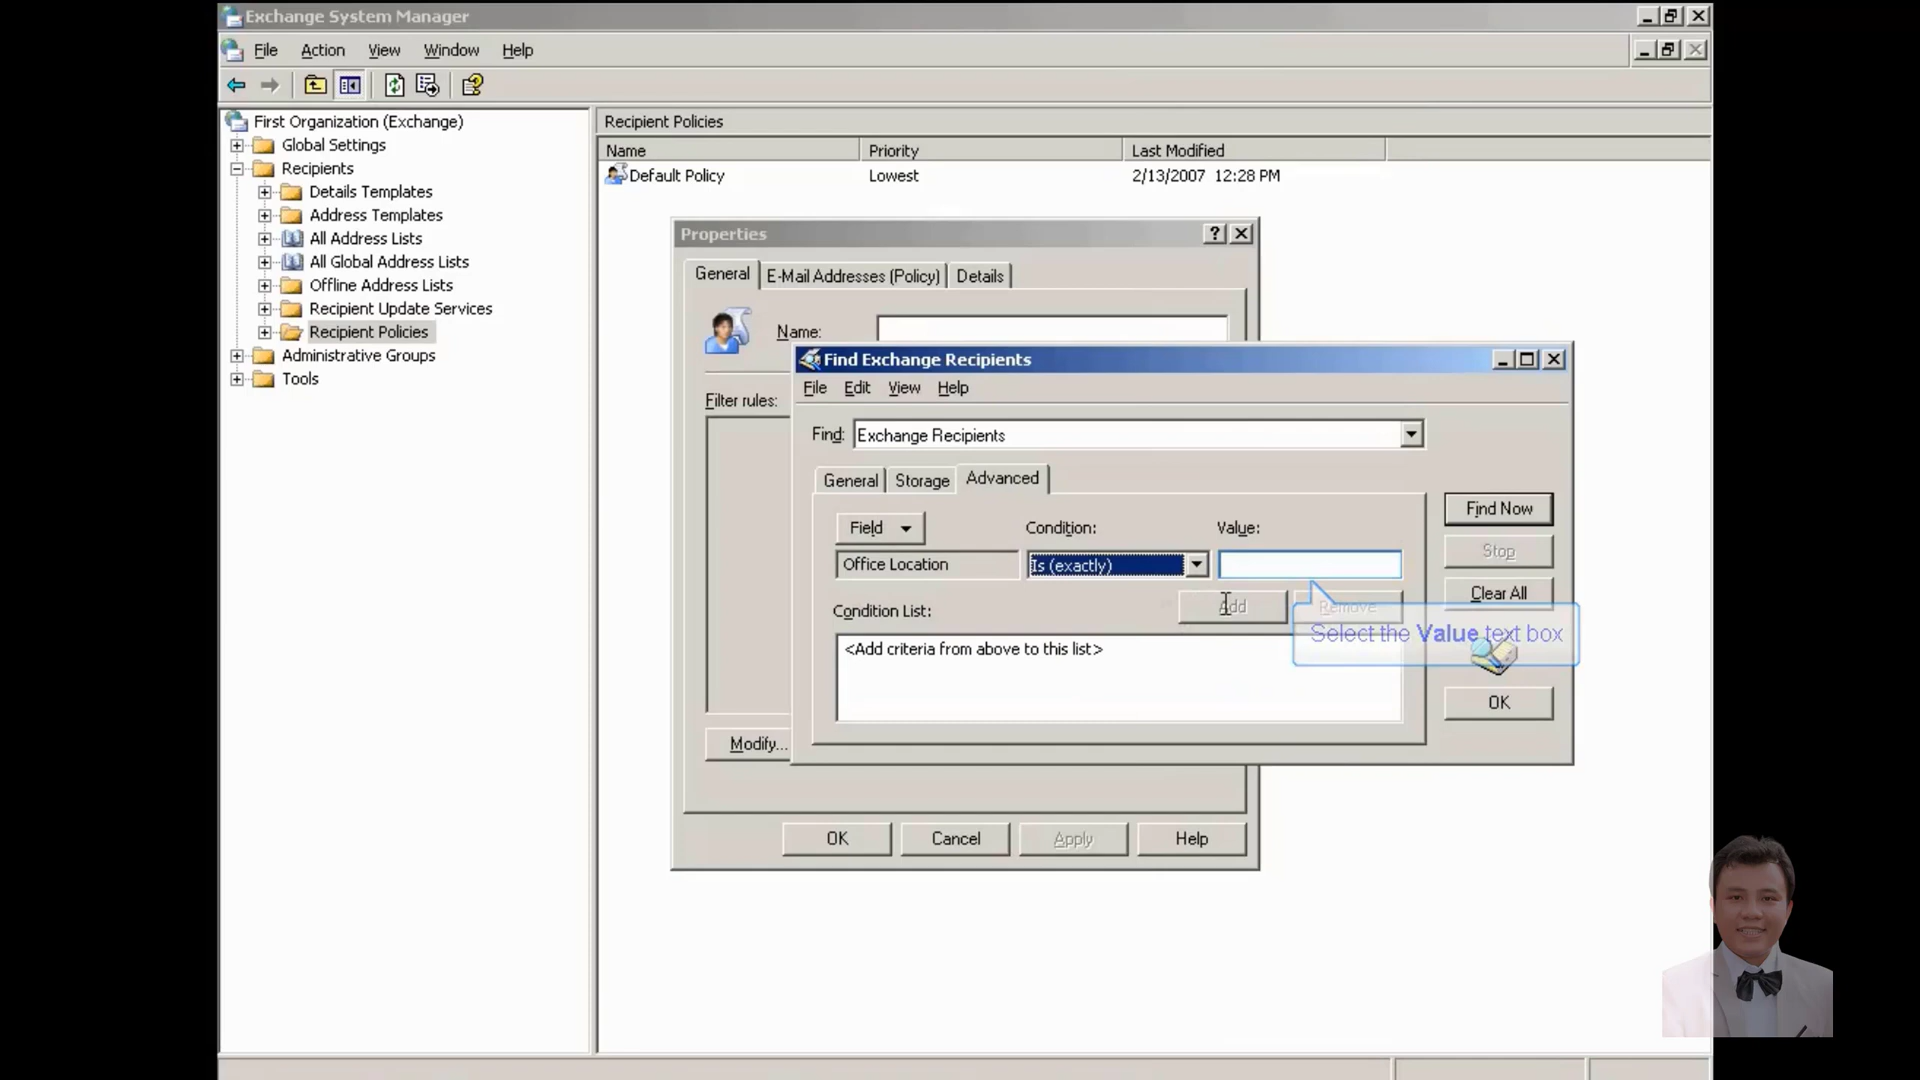 Exchange System Manager
File Action View Window Help
First Organization (Exchange)
Global Settings
Recipients
Details Templates
Address Templates
All Address Lists
All Global Address Lists
Offline Address Lists
Recipient Update Services
Recipient Policies
Administrative Groups
Tools
Recipient Policies
Name Priority Last Modified
Default Policy Lowest 2/13/2007 12:28 PM
Properties
General E-Mail Addresses (Policy) Details
Name:
Filter rules:
Modify...
OK Cancel Apply Help
Find Exchange Recipients
File Edit View Help
Find: Exchange Recipients
General Storage Advanced
Field Condition: Value:
Office Location Is (exactly)
Add Remove
Condition List:
<Add criteria from above to this list>
Find Now
Stop
Clear All
OK
Select the Value text box